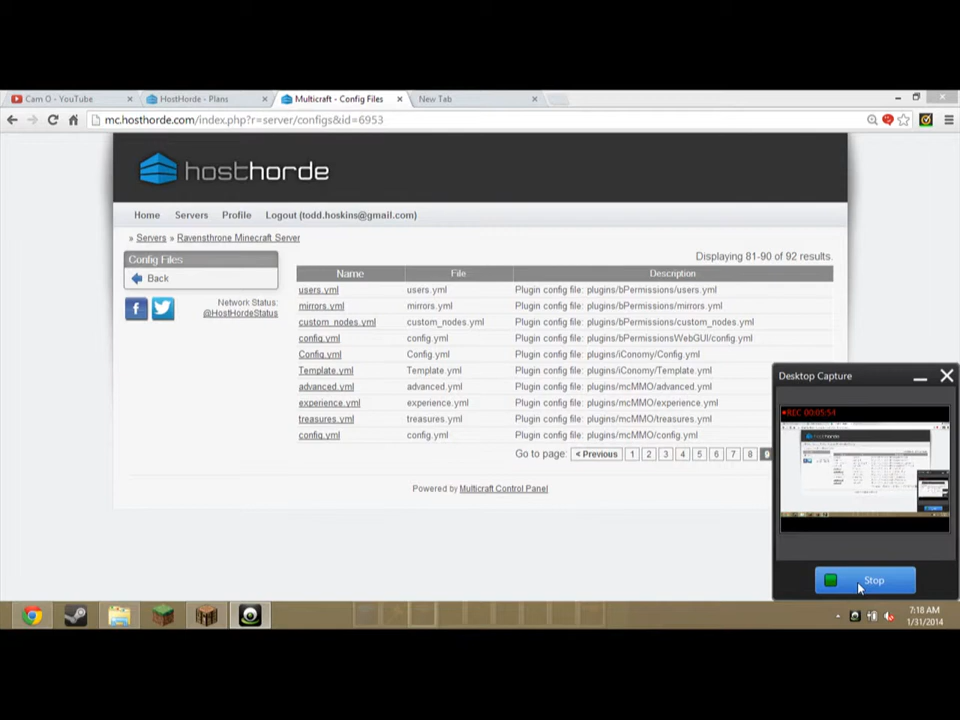 Cam O - YouTube
HostHorde - Plans
Multicraft - Config Files
New Tab
mc.hosthorde.com/index.php?r=server/configs&id=6953
hosthorde
Home Servers Profile Logout (todd.hoskins@gmail.com)
» Servers » Ravensthrone Minecraft Server
Config Files
Back
Network Status:
@HostHordeStatus
Displaying 81-90 of 92 results.
Name File Description
users.yml users.yml Plugin config file: plugins/bPermissions/users.yml
mirrors.yml mirrors.yml Plugin config file: plugins/bPermissions/mirrors.yml
custom_nodes.yml custom_nodes.yml Plugin config file: plugins/bPermissions/custom_nodes.yml
config.yml config.yml Plugin config file: plugins/bPermissionsWebGUI/config.yml
Config.yml Config.yml Plugin config file: plugins/iConomy/Config.yml
Template.yml Template.yml Plugin config file: plugins/iConomy/Template.yml
advanced.yml advanced.yml Plugin config file: plugins/mcMMO/advanced.yml
experience.yml experience.yml Plugin config file: plugins/mcMMO/experience.yml
treasures.yml treasures.yml Plugin config file: plugins/mcMMO/treasures.yml
config.yml config.yml Plugin config file: plugins/mcMMO/config.yml
Go to page: < Previous 1 2 3 4 5 6 7 8 9
Powered by Multicraft Control Panel
Desktop Capture
REC 00:05:54
Stop
7:18 AM
1/31/2014